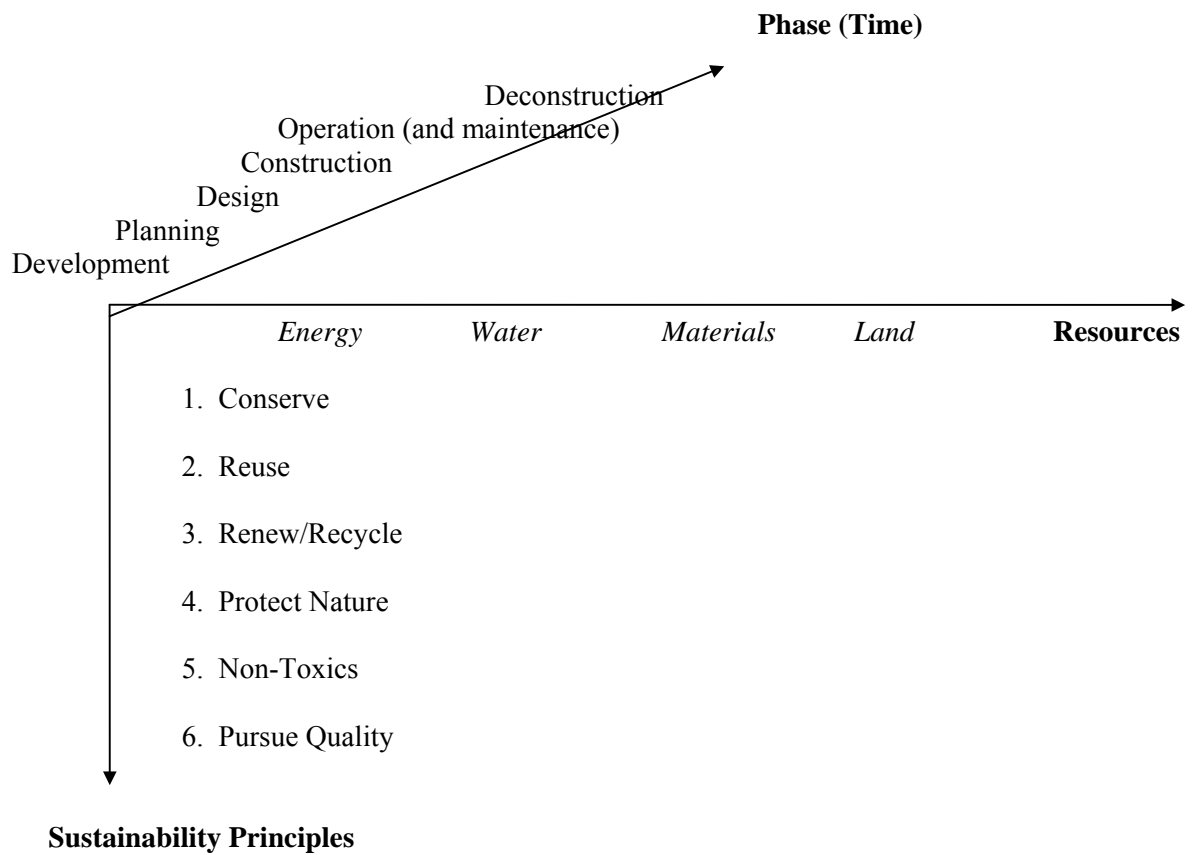 Phase (Time)
Deconstruction
Operation (and maintenance)
Construction
Design
Planning
Development
Energy Water Materials Land Resources
1. Conserve
2. Reuse
3. Renew/Recycle
4. Protect Nature
5. Non-Toxics
6. Pursue Quality
Sustainability Principles